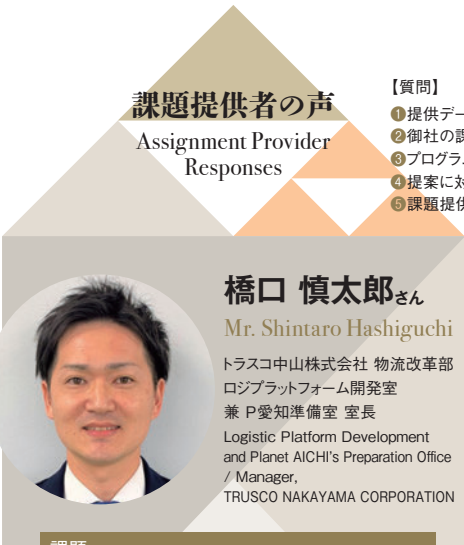 課題提供者の声
Assignment Provider
Responses
【質問】
❶提供デー
❷御社の課
❸プログラ
❹提案に対
❺課題提供
橋口 慎太郎さん
Mr. Shintaro Hashiguchi
トラスコ中山株式会社 物流改革部
ロジプラットフォーム開発室
兼 P愛知準備室 室長
Logistic Platform Development
and Planet AICHI's Preparation Office
/ Manager,
TRUSCO NAKAYAMA CORPORATION